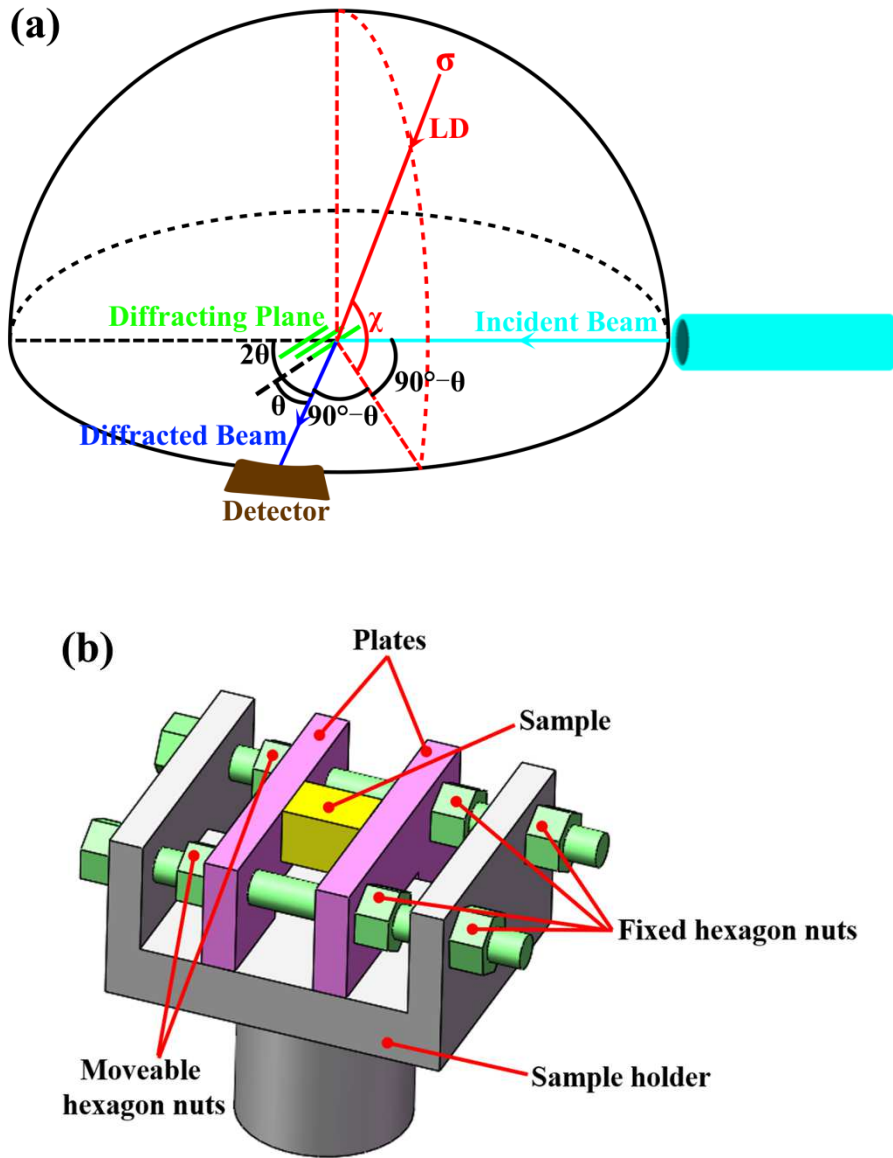 (a)
σ
LD
Diffracting Plane
χ
Incident Beam
2θ
90°−θ
θ
90°−θ
Diffracted Beam
Detector
(b)
Plates
Sample
Fixed hexagon nuts
Moveable
hexagon nuts
Sample holder